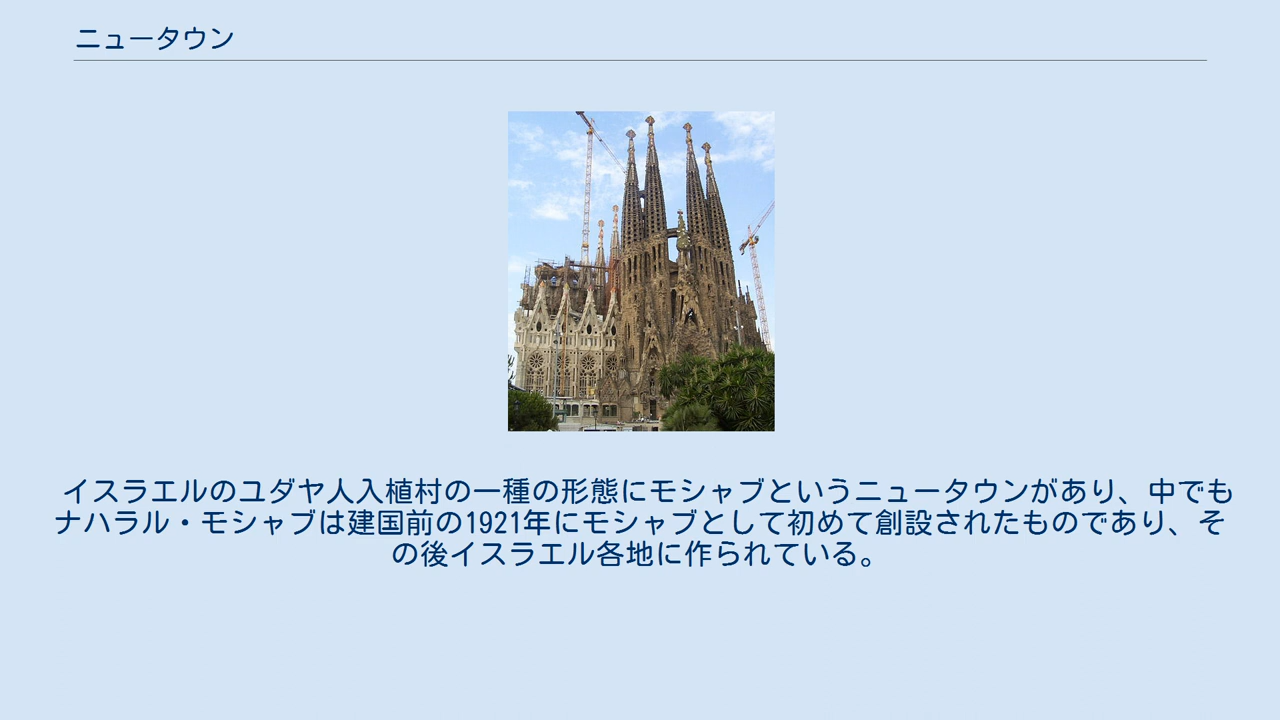 ニュータウン
イスラエルのユダヤ人入植村の一種の形態にモシャブというニュータウンがあり、中でも
ナハラル・モシャブは建国前の1921年にモシャブとして初めて創設されたものであり、そ
の後イスラエル各地に作られている。